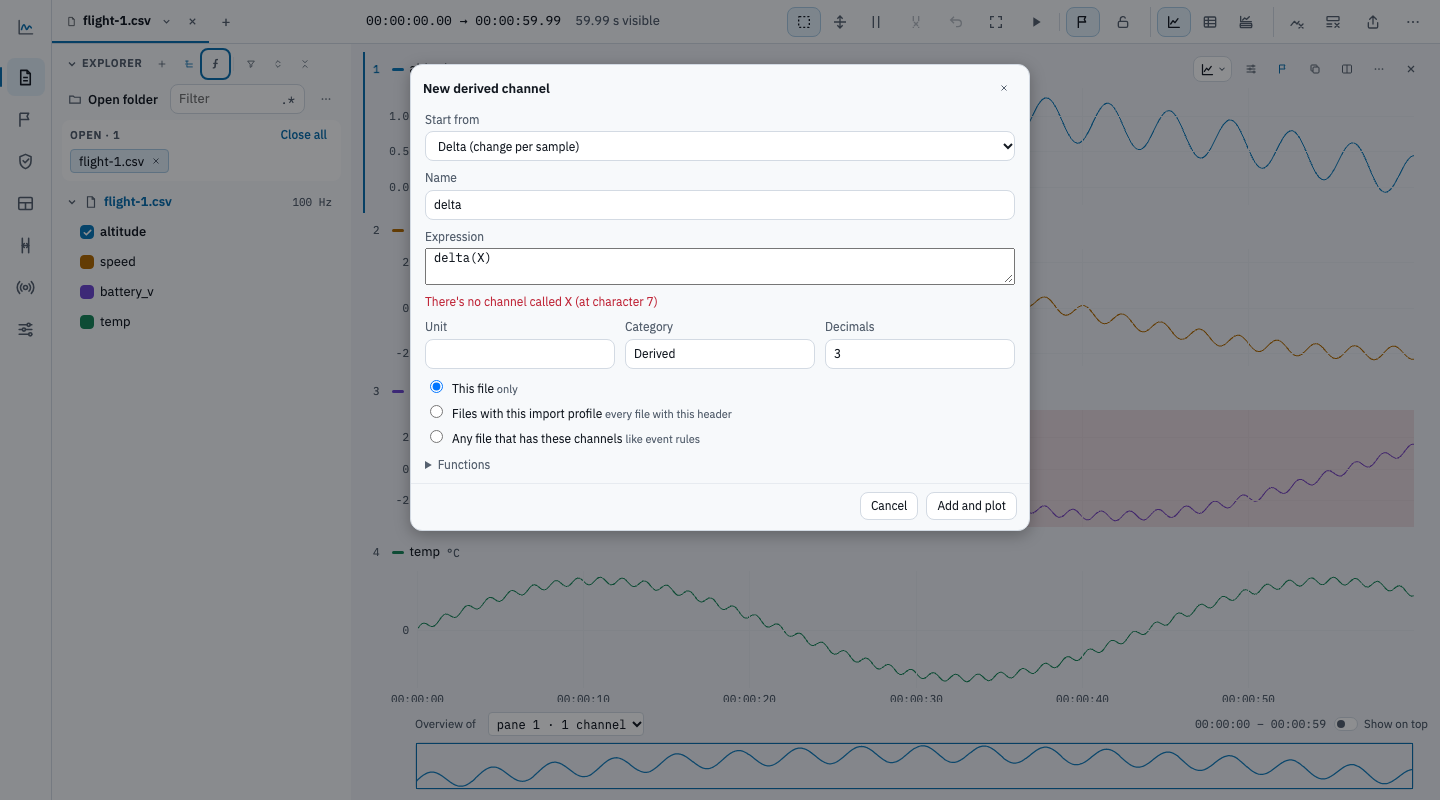 flight-1.csv
00:00:00.00 → 00:00:59.99 59.99 s visible
EXPLORER
Open folder
Filter .*
OPEN · 1 Close all
flight-1.csv ×
flight-1.csv 100 Hz
altitude
speed
battery_v
temp
1
1.0
0.5
0.0
2
2
0
-2
3
2
0
-2
New derived channel
Start from
Delta (change per sample)
Name
delta
Expression
delta(X)
There's no channel called X (at character 7)
Unit Category Decimals
Derived 3
This file only
Files with this import profile every file with this header
Any file that has these channels like event rules
Functions
Cancel Add and plot
4 temp °C
0
00:00:00 00:00:10 00:00:20 00:00:30 00:00:40 00:00:50
Overview of pane 1 · 1 channel 00:00:00 – 00:00:59 Show on top